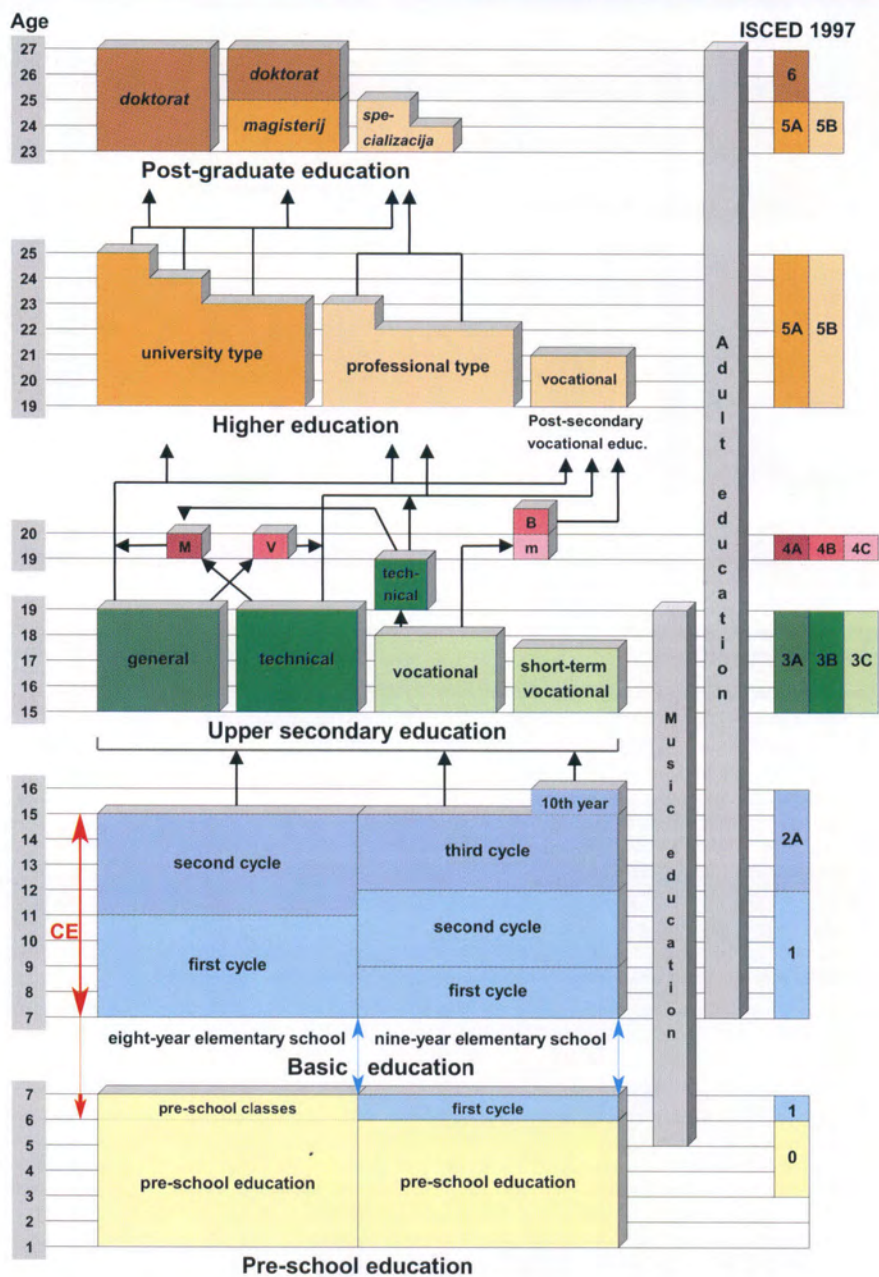 Age
ISCED 1997
27
26
25
24
23
doktorat
doktorat
magisterij
spe-
cializacija
6
5A 5B
Post-graduate education
25
24
23
22
21
20
19
university type
professional type
vocational
5A 5B
Higher education
Post-secondary
vocational educ.
20
19
M
V
B
m
4A 4B 4C
tech-
nical
19
18
17
16
15
general
technical
vocational
short-term
vocational
3A 3B 3C
Upper secondary education
16
15
14
13
12
11
10
9
8
7
CE
second cycle
first cycle
10th year
third cycle
second cycle
first cycle
2A
1
eight-year elementary school
nine-year elementary school
Basic education
7
6
5
4
3
2
1
pre-school classes
first cycle
pre-school education
pre-school education
1
0
Pre-school education
Music education
Adult education